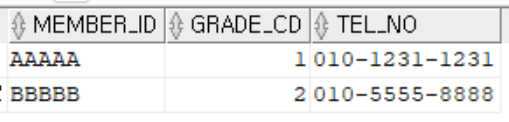 MEMBER_ID GRADE_CD TEL_NO
AAAAA 1 010-1231-1231
BBBBB 2 010-5555-8888